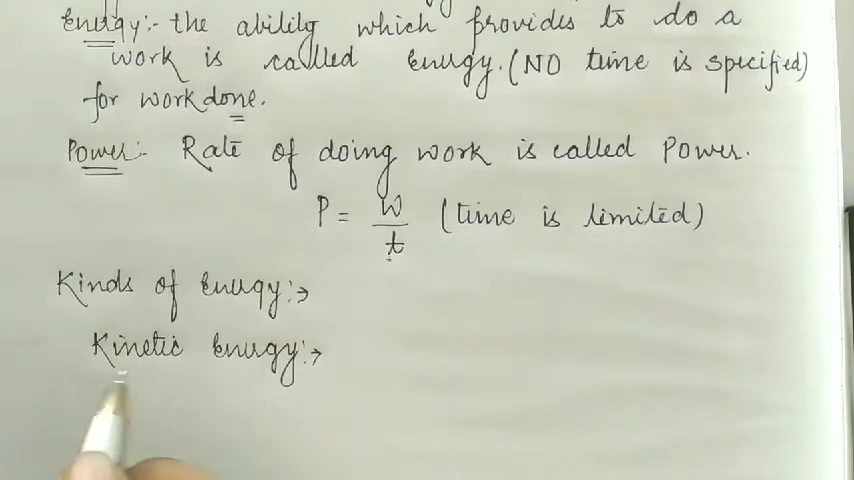 Energy:- the ability which provides to do a
work is called energy. (NO time is specified)
for work done.
Power:- Rate of doing work is called Power.
P = W/t (time is limited)
Kinds of energy:→
Kinetic Energy:→